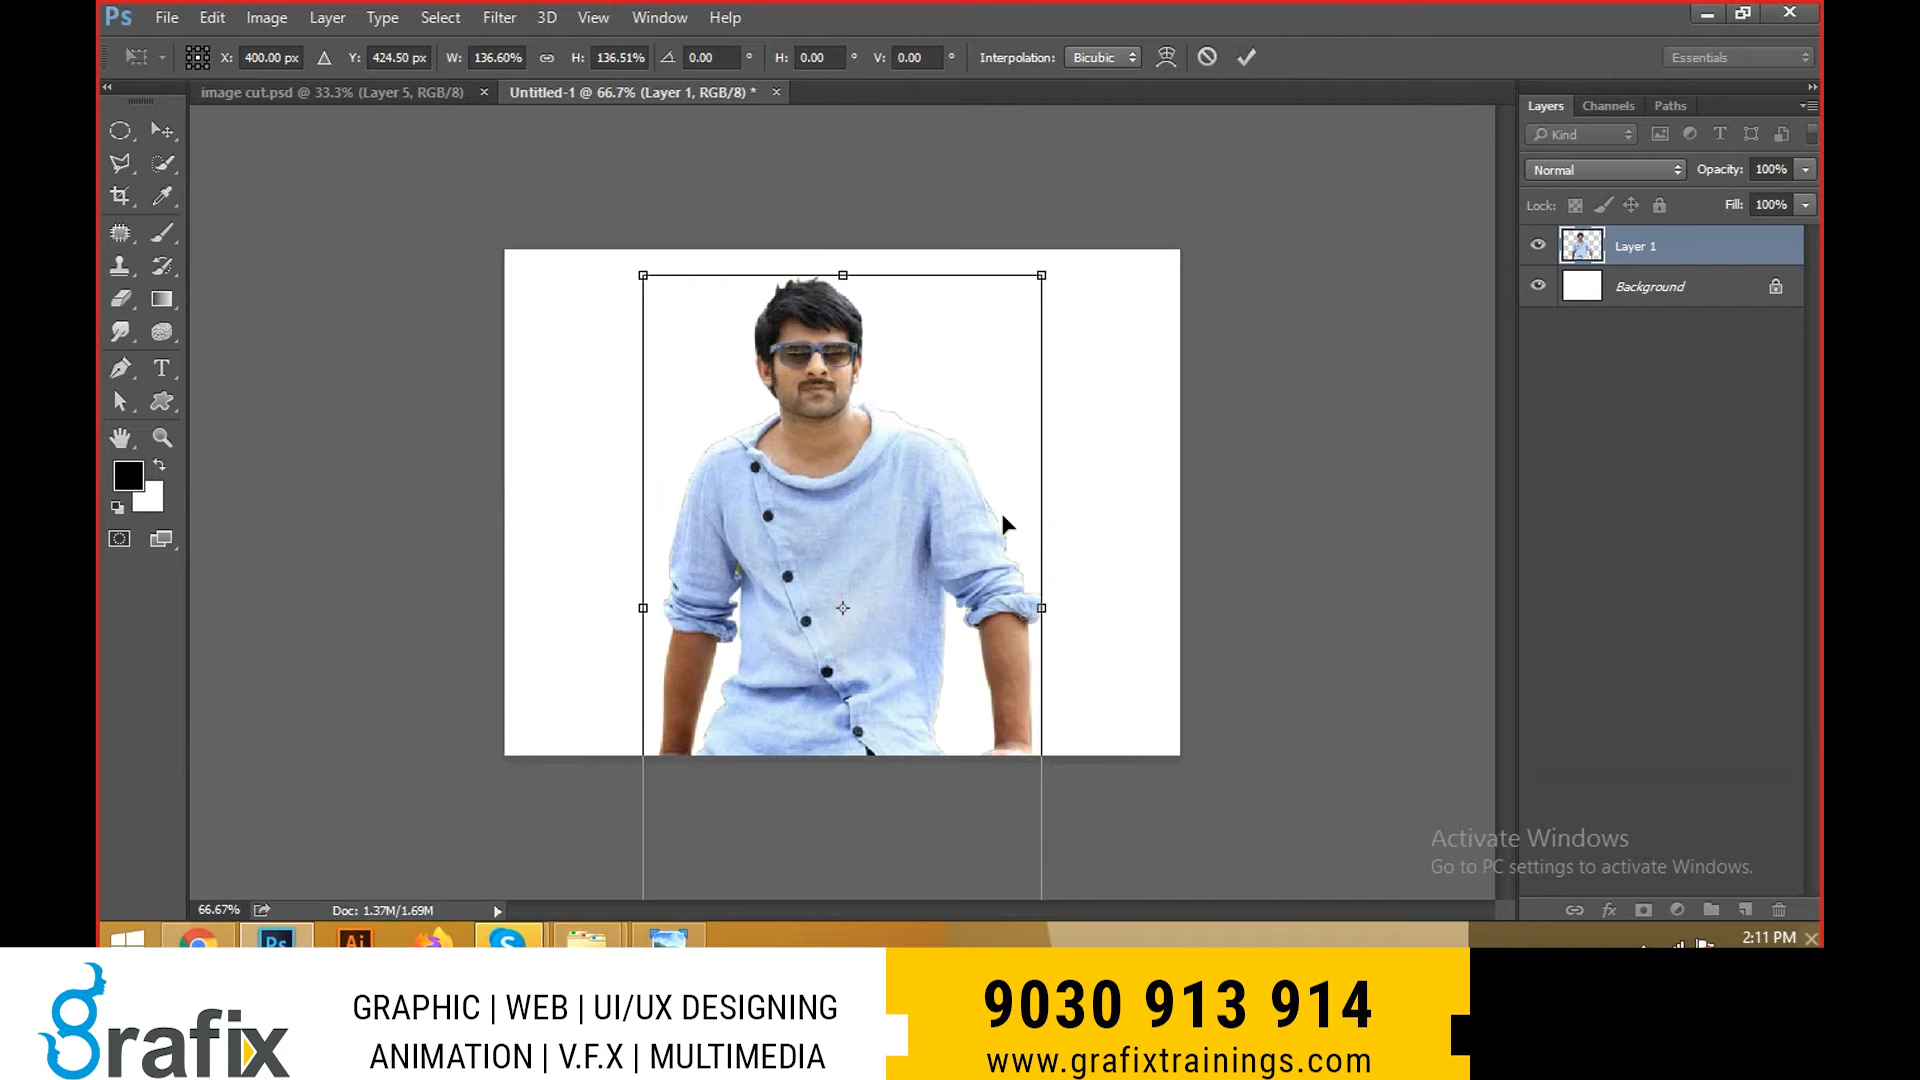 Ps File Edit Image Layer Type Select Filter 3D View Window Help
X: 400.00 px Y: 424.50 px W: 136.60% H: 136.51% 0.00 ° H: 0.00 ° V: 0.00 ° Interpolation: Bicubic Essentials
image cut.psd @ 33.3% (Layer 5, RGB/8) × Untitled-1 @ 66.7% (Layer 1, RGB/8) * ×
Layers Channels Paths
Kind
Normal Opacity: 100%
Lock: Fill: 100%
Layer 1
Background
Activate Windows
Go to PC settings to activate Windows.
66.67% Doc: 1.37M/1.69M
Ps Ai S 2:11 PM
grafix
GRAPHIC | WEB | UI/UX DESIGNING
ANIMATION | V.F.X | MULTIMEDIA
9030 913 914
www.grafixtrainings.com